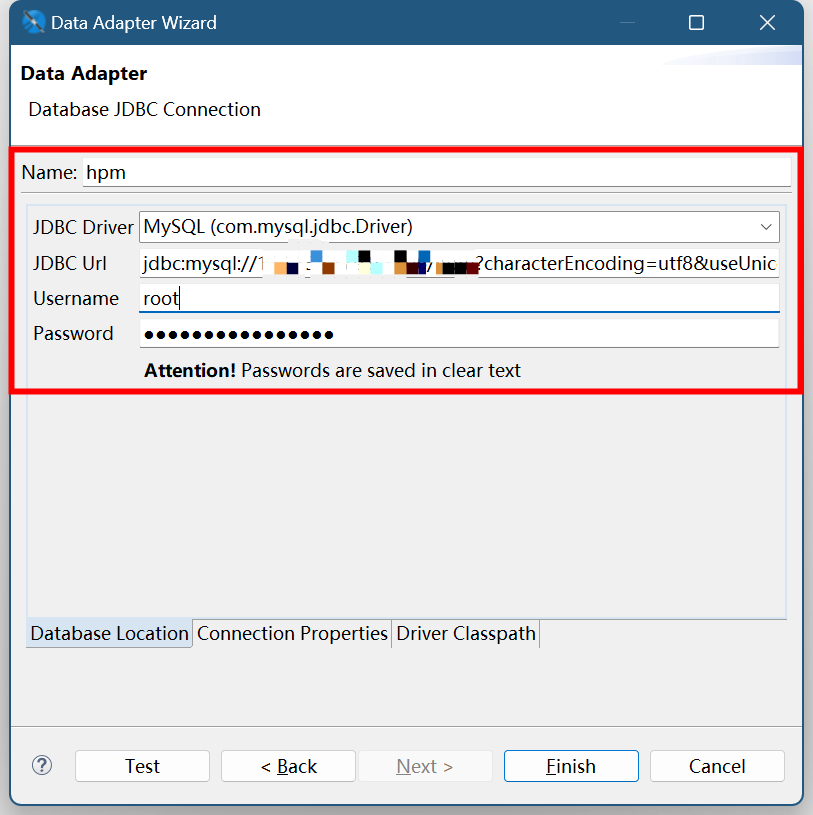 Data Adapter Wizard
Data Adapter
Database JDBC Connection
Name: hpm
JDBC Driver MySQL (com.mysql.jdbc.Driver)
JDBC Url jdbc:mysql://1 ?characterEncoding=utf8&useUnic
Username root
Password ●●●●●●●●●●●●●●●●
Attention! Passwords are saved in clear text
Database Location Connection Properties Driver Classpath
? Test < Back Next > Finish Cancel